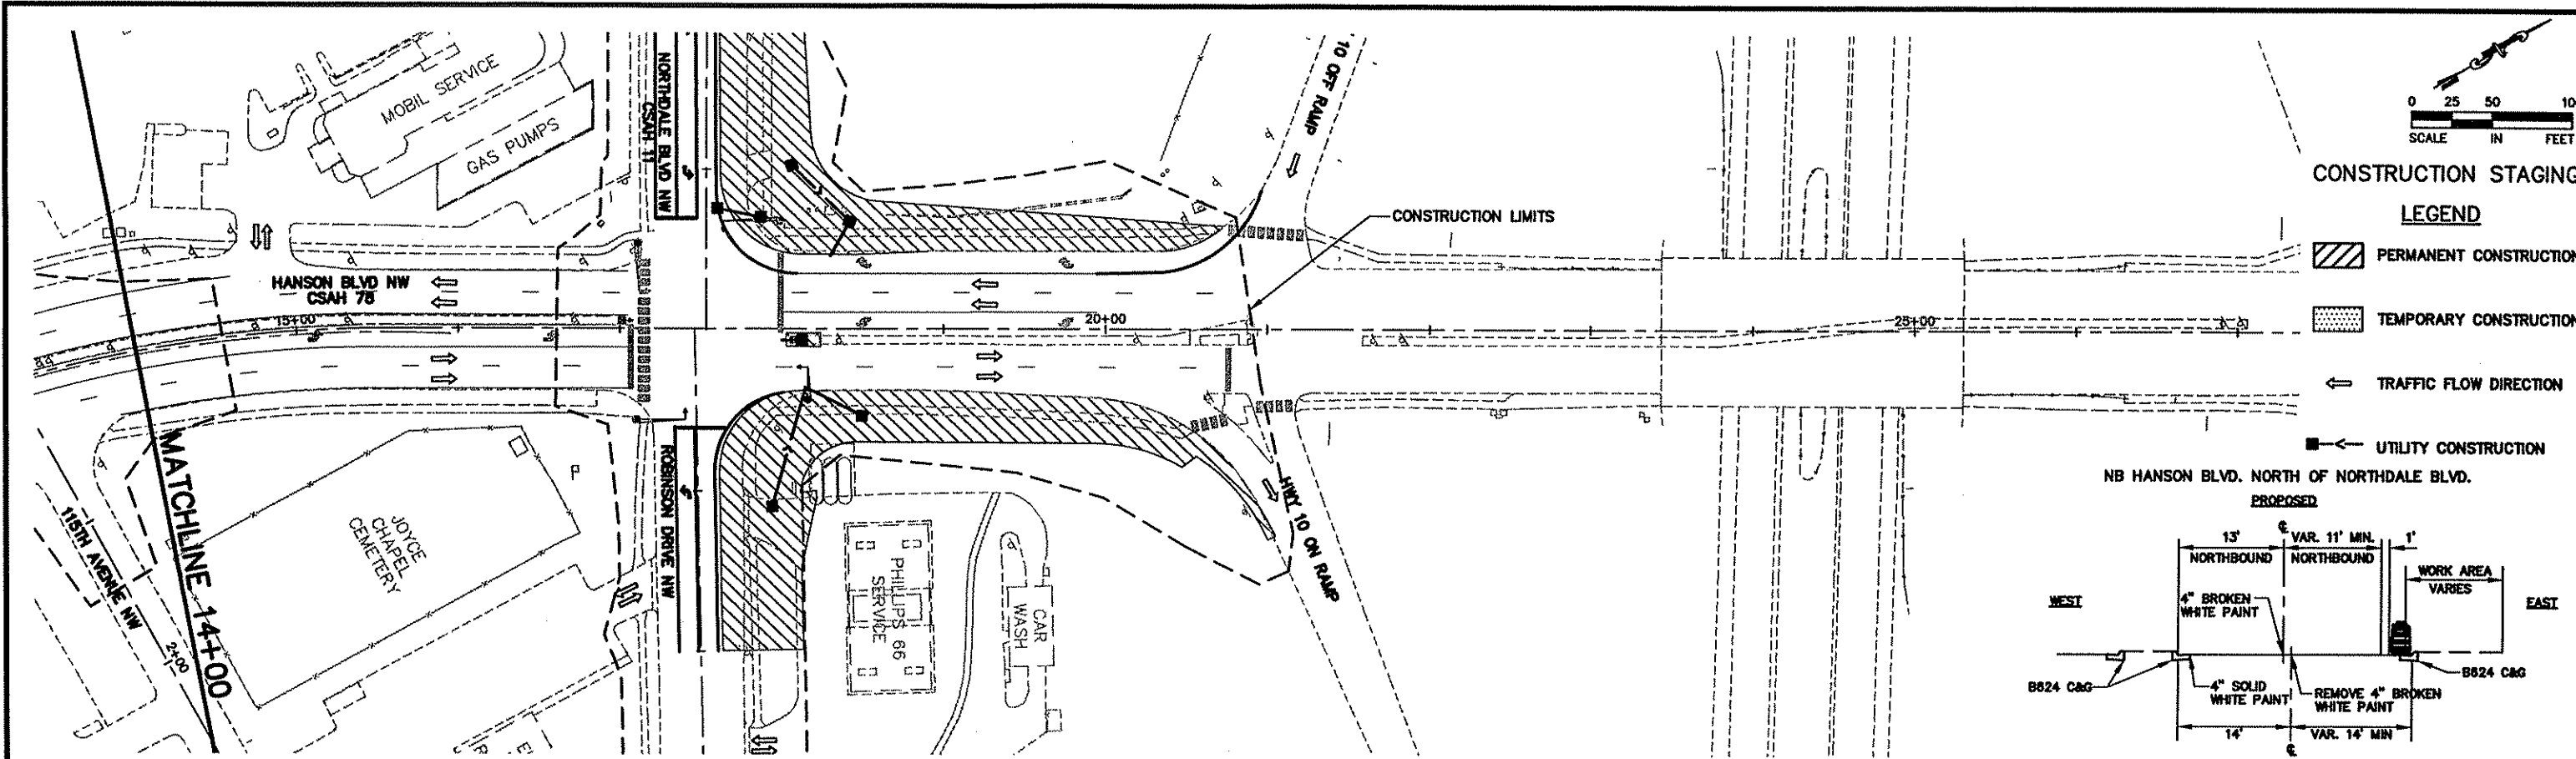 MOBIL SERVICE
GAS PUMPS
NORTHDALE BLVD NW
CSAH 11
10 OFF RAMP
CONSTRUCTION LIMITS
HANSON BLVD NW
CSAH 78
15+00
20+00
25+00
MATCHLINE 14+00
115TH AVENUE NW
2+00
JOYCE
CHAPEL
CEMETERY
ROBINSON DRIVE NW
PHILLIPS 66
SERVICE
CAR
WASH
HWY 10 ON RAMP
0 25 50 10
SCALE IN FEET
CONSTRUCTION STAGING
LEGEND
PERMANENT CONSTRUCTION
TEMPORARY CONSTRUCTION
TRAFFIC FLOW DIRECTION
UTILITY CONSTRUCTION
NB HANSON BLVD. NORTH OF NORTHDALE BLVD.
PROPOSED
13' VAR. 11' MIN. 1'
NORTHBOUND NORTHBOUND
WORK AREA
VARIES
WEST
EAST
4" BROKEN
WHITE PAINT
B624 C&G
4" SOLID
WHITE PAINT
REMOVE 4" BROKEN
WHITE PAINT
B624 C&G
14' VAR. 14' MIN